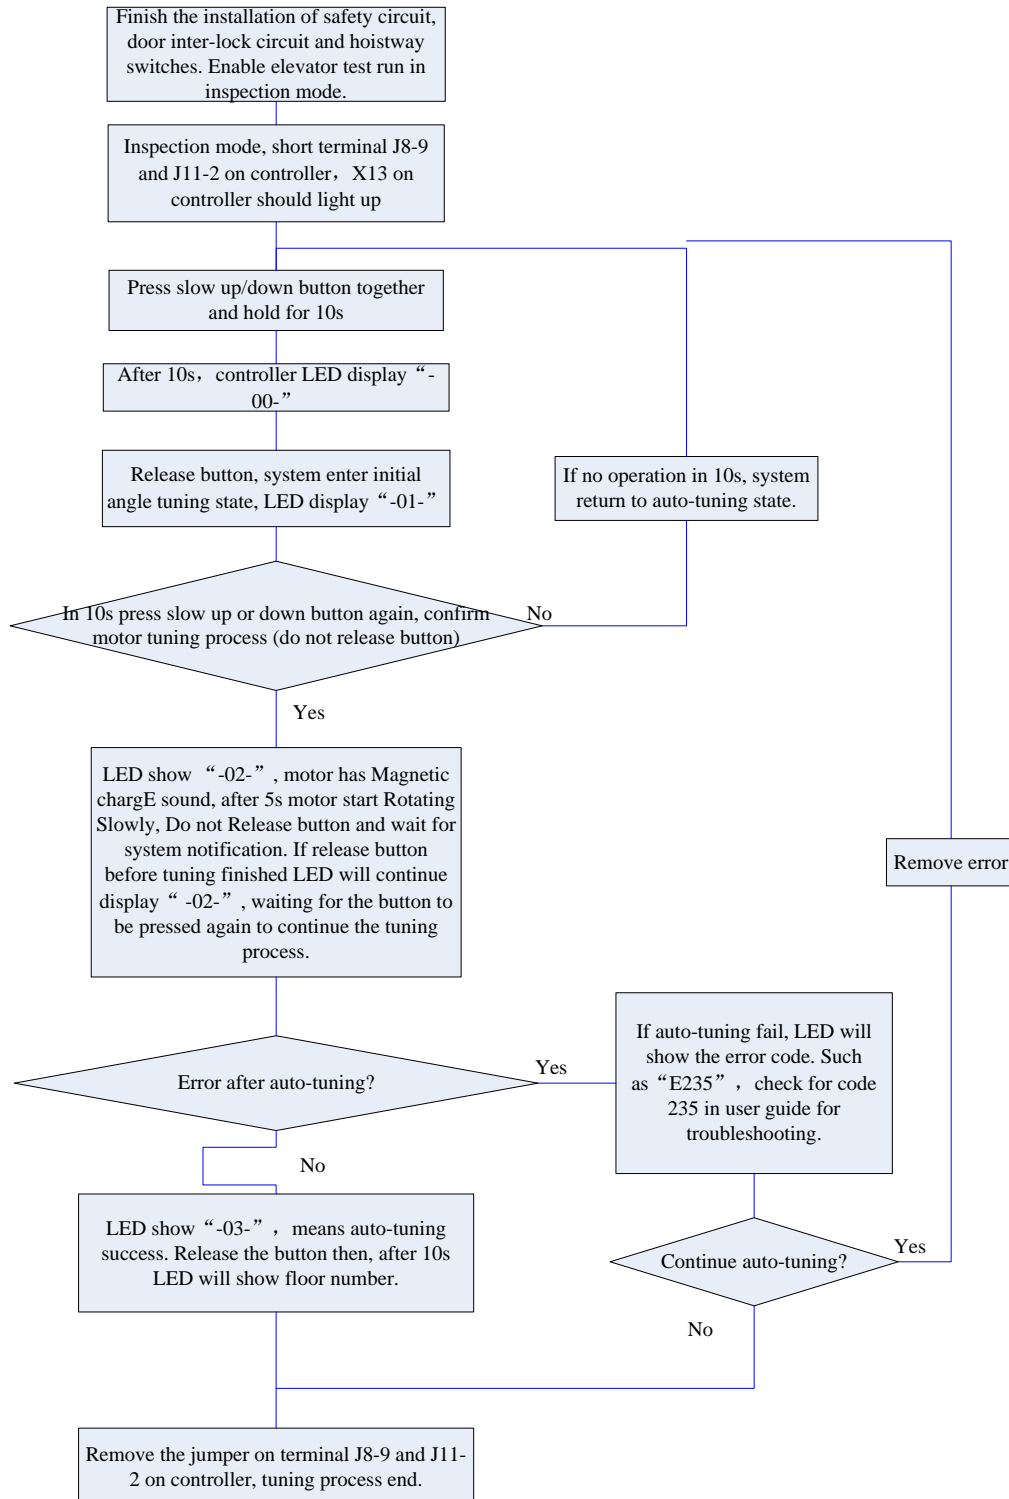 Finish the installation of safety circuit,
door inter-lock circuit and hoistway
switches. Enable elevator test run in
inspection mode.
Inspection mode, short terminal J8-9
and J11-2 on controller，X13 on
controller should light up
Press slow up/down button together
and hold for 10s
After 10s，controller LED display“-
00-”
Release button, system enter initial
angle tuning state, LED display“-01-”
If no operation in 10s, system
return to auto-tuning state.
In 10s press slow up or down button again, confirm
motor tuning process (do not release button)
No
Yes
LED show “-02-”, motor has Magnetic
chargE sound, after 5s motor start Rotating
Slowly, Do not Release button and wait for
system notification. If release button
before tuning finished LED will continue
display“ -02-”, waiting for the button to
be pressed again to continue the tuning
process.
Remove error
Error after auto-tuning?
Yes
If auto-tuning fail, LED will
show the error code. Such
as“E235”，check for code
235 in user guide for
troubleshooting.
No
LED show“-03-”，means auto-tuning
success. Release the button then, after 10s
LED will show floor number.
Continue auto-tuning?
Yes
No
Remove the jumper on terminal J8-9 and J11-
2 on controller, tuning process end.